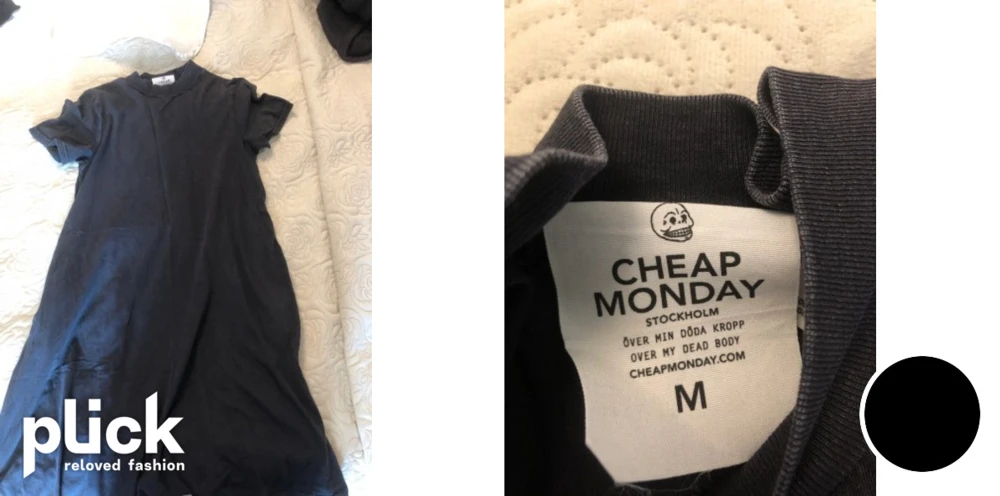 plick
reloved fashion
CHEAP
MONDAY
STOCKHOLM
ÖVER MIN DÖDA KROPP
OVER MY DEAD BODY
CHEAPMONDAY.COM
M